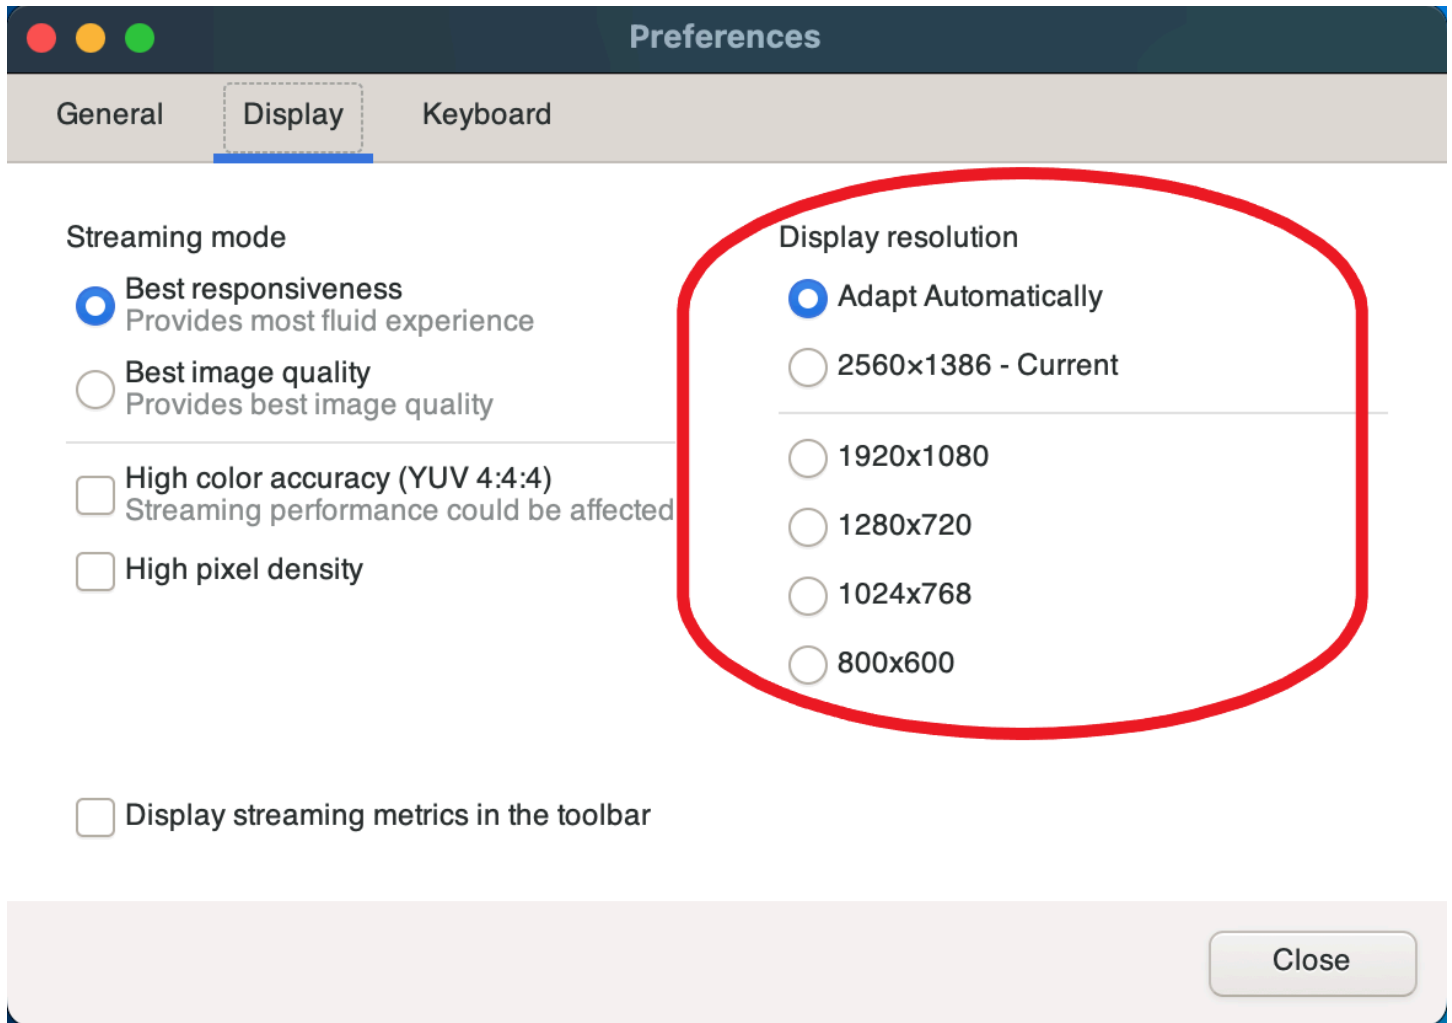 Preferences
General Display Keyboard
Streaming mode
Best responsiveness
Provides most fluid experience
Best image quality
Provides best image quality
High color accuracy (YUV 4:4:4)
Streaming performance could be affected
High pixel density
Display resolution
Adapt Automatically
2560×1386 - Current
1920x1080
1280x720
1024x768
800x600
Display streaming metrics in the toolbar
Close